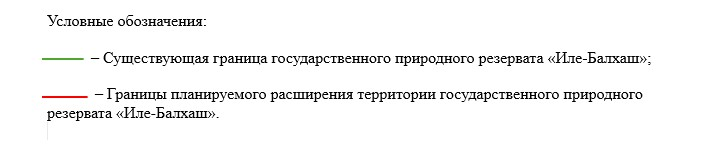 Условные обозначения:
– Существующая граница государственного природного резервата «Иле-Балхаш»;
– Границы планируемого расширения территории государственного природного
резервата «Иле-Балхаш».